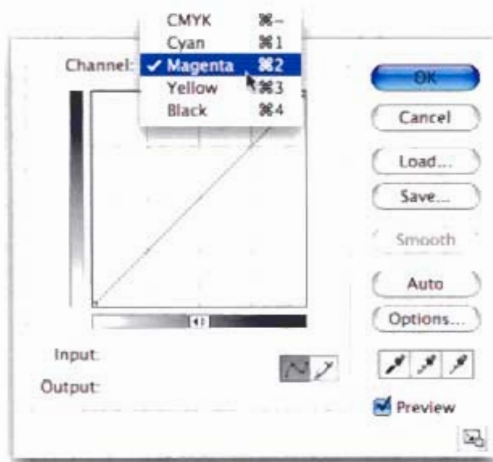 CMYK ⌘~
Cyan ⌘1
Channel: ✓ Magenta ⌘2
Yellow ⌘3
Black ⌘4
OK
Cancel
Load...
Save...
Smooth
Auto
Options...
Input:
Output:
Preview